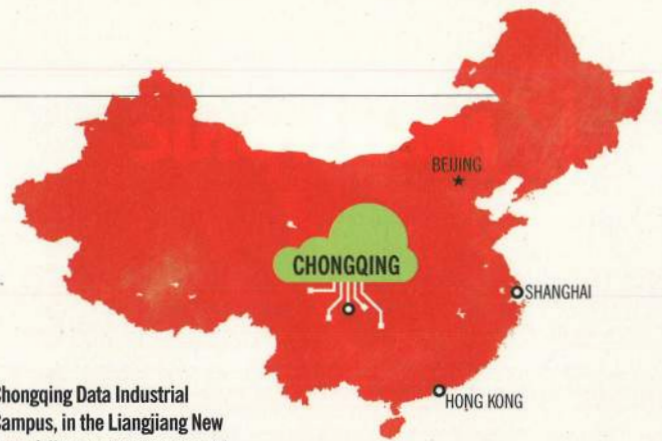 BEIJING
CHONGQING
SHANGHAI
HONG KONG
Chongqing Data Industrial
Campus, in the Liangjiang New